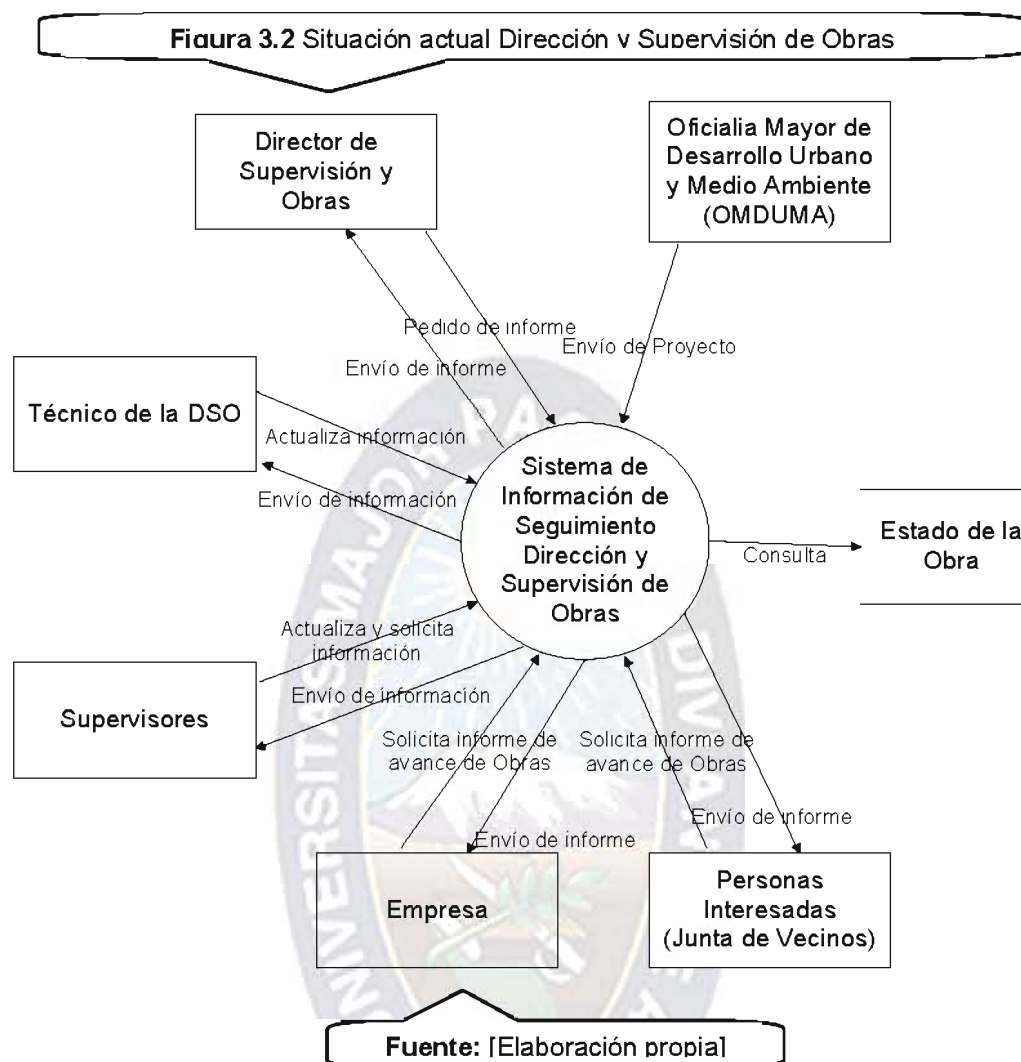 Figura 3.2 Situación actual Dirección y Supervisión de Obras
Director de
Supervisión y
Obras
Oficialia Mayor de
Desarrollo Urbano
y Medio Ambiente
(OMDUMA)
Pedido de informe
Envío de informe
Envío de Proyecto
Técnico de la DSO
Actualiza información
Envío de información
Sistema de
Información de
Seguimiento
Dirección y
Supervisión de
Obras
Consulta
Estado de la
Obra
Actualiza y solicita
información
Envío de información
Supervisores
Solicita informe de
avance de Obras
Solicita informe de
avance de Obras
Envío de informe
Envío de informe
Empresa
Personas
Interesadas
(Junta de Vecinos)
Fuente: [Elaboración propia]